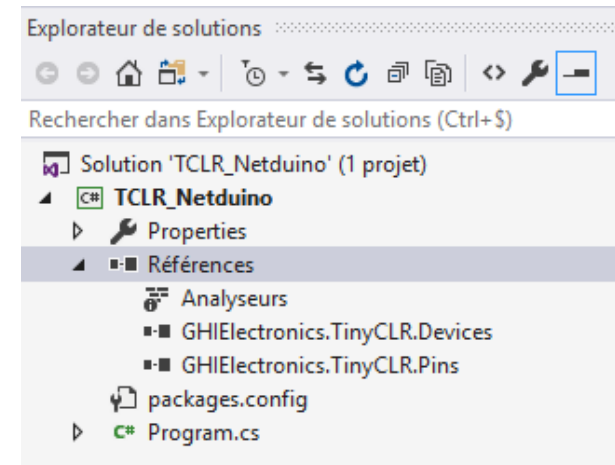 Explorateur de solutions
Rechercher dans Explorateur de solutions (Ctrl+$)
Solution 'TCLR_Netduino' (1 projet)
C# TCLR_Netduino
Properties
Références
Analyseurs
GHIElectronics.TinyCLR.Devices
GHIElectronics.TinyCLR.Pins
packages.config
C# Program.cs